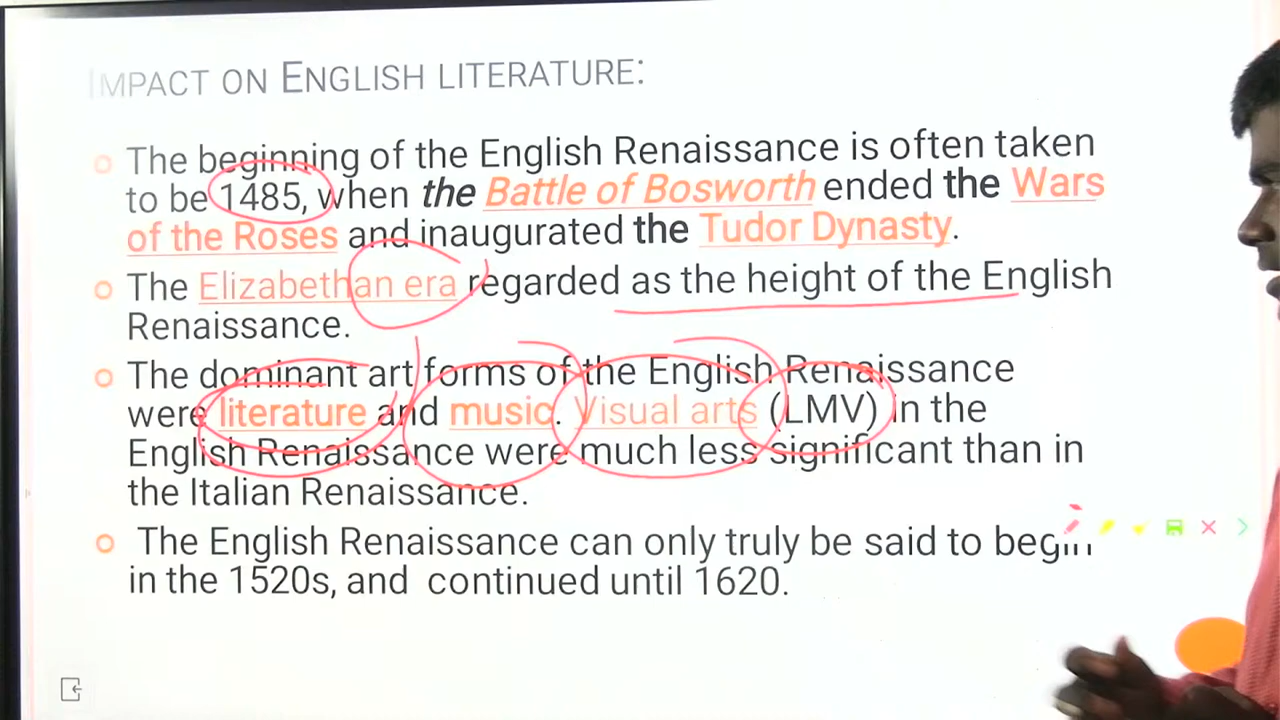 IMPACT ON ENGLISH LITERATURE:
The beginning of the English Renaissance is often taken
to be 1485, when the Battle of Bosworth ended the Wars
of the Roses and inaugurated the Tudor Dynasty.
The Elizabethan era regarded as the height of the English
Renaissance.
The dominant art forms of the English Renaissance
were literature and music. Visual arts (LMV) in the
English Renaissance were much less significant than in
the Italian Renaissance.
The English Renaissance can only truly be said to begin
in the 1520s, and continued until 1620.